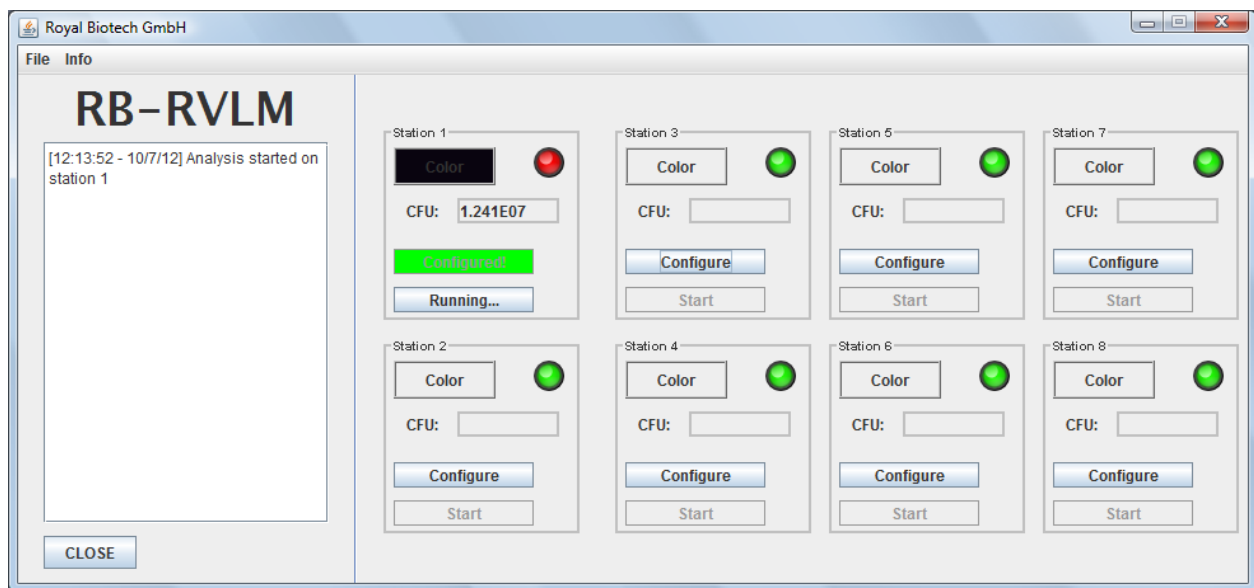 Royal Biotech GmbH
File Info
RB-RVLM
[12:13:52 - 10/7/12] Analysis started on
station 1
CLOSE
Station 1
Color
CFU: 1.241E07
Configured!
Running...
Station 3
Color
CFU:
Configure
Start
Station 5
Color
CFU:
Configure
Start
Station 7
Color
CFU:
Configure
Start
Station 2
Color
CFU:
Configure
Start
Station 4
Color
CFU:
Configure
Start
Station 6
Color
CFU:
Configure
Start
Station 8
Color
CFU:
Configure
Start